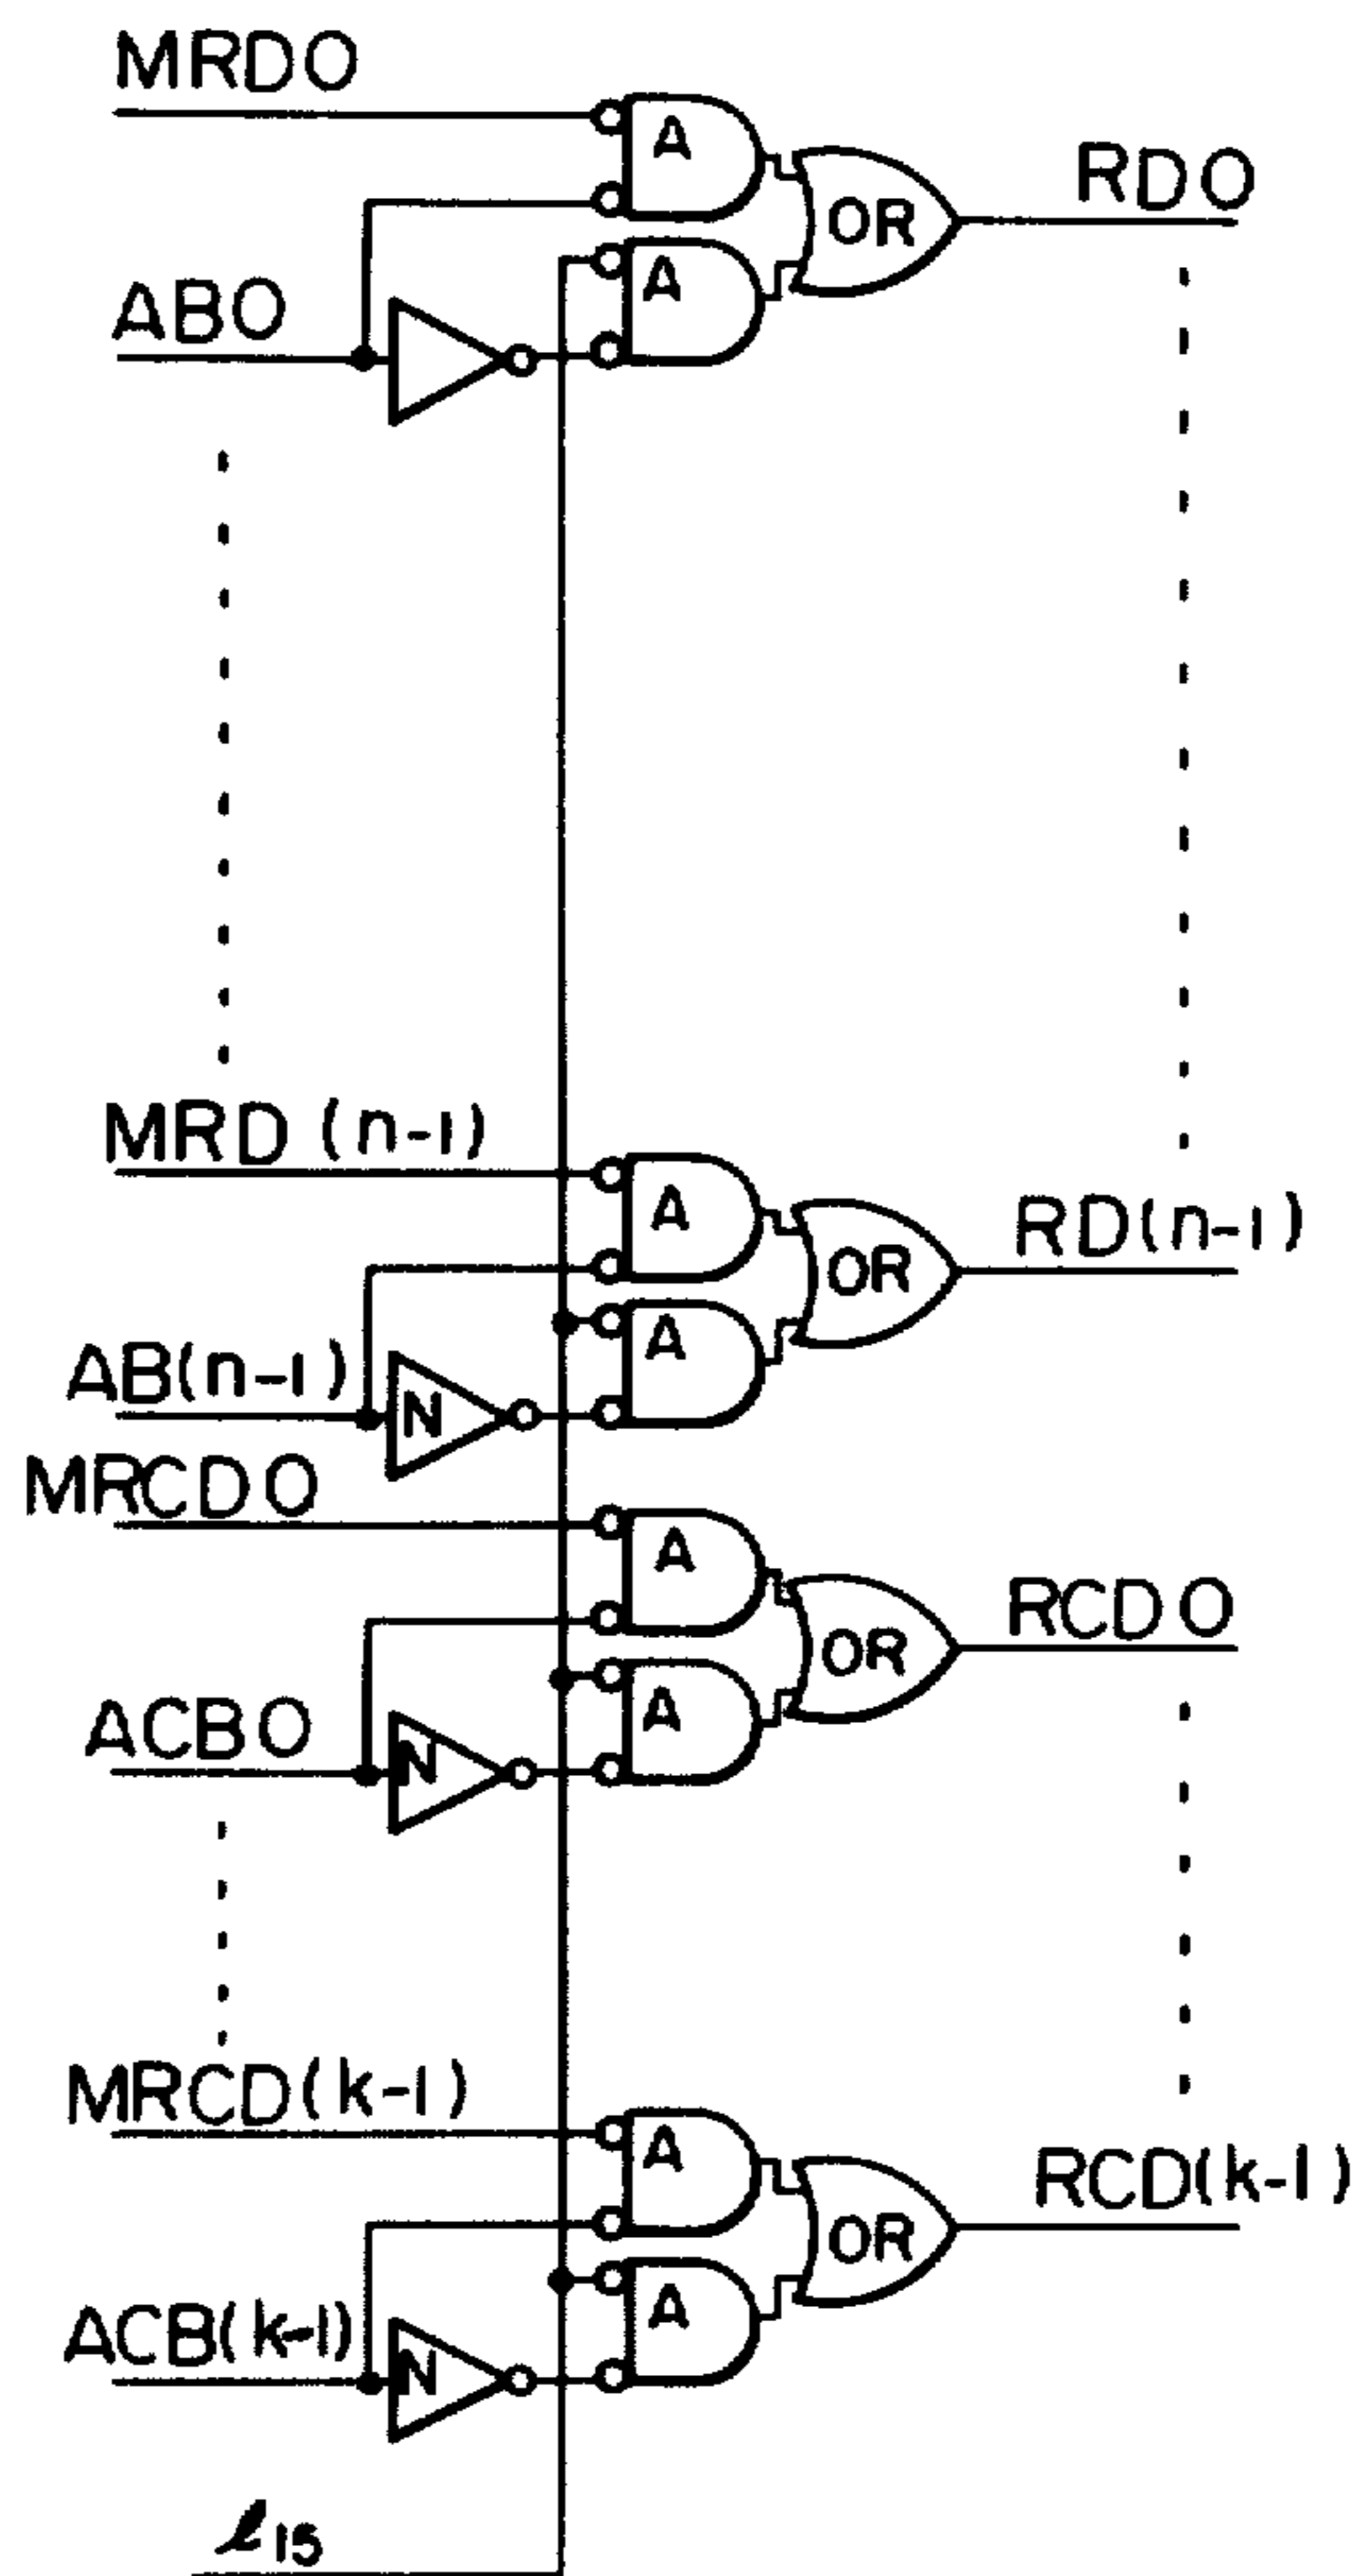 MRDO
A
RDO
OR
A
ABO
MRD (n-1)
A
RD(n-1)
OR
A
AB(n-1)
N
MRCDO
A
RCDO
OR
A
ACBO
N
MRCD(k-1)
A
RCD(k-1)
OR
A
ACB(k-1)
N
ℓ15